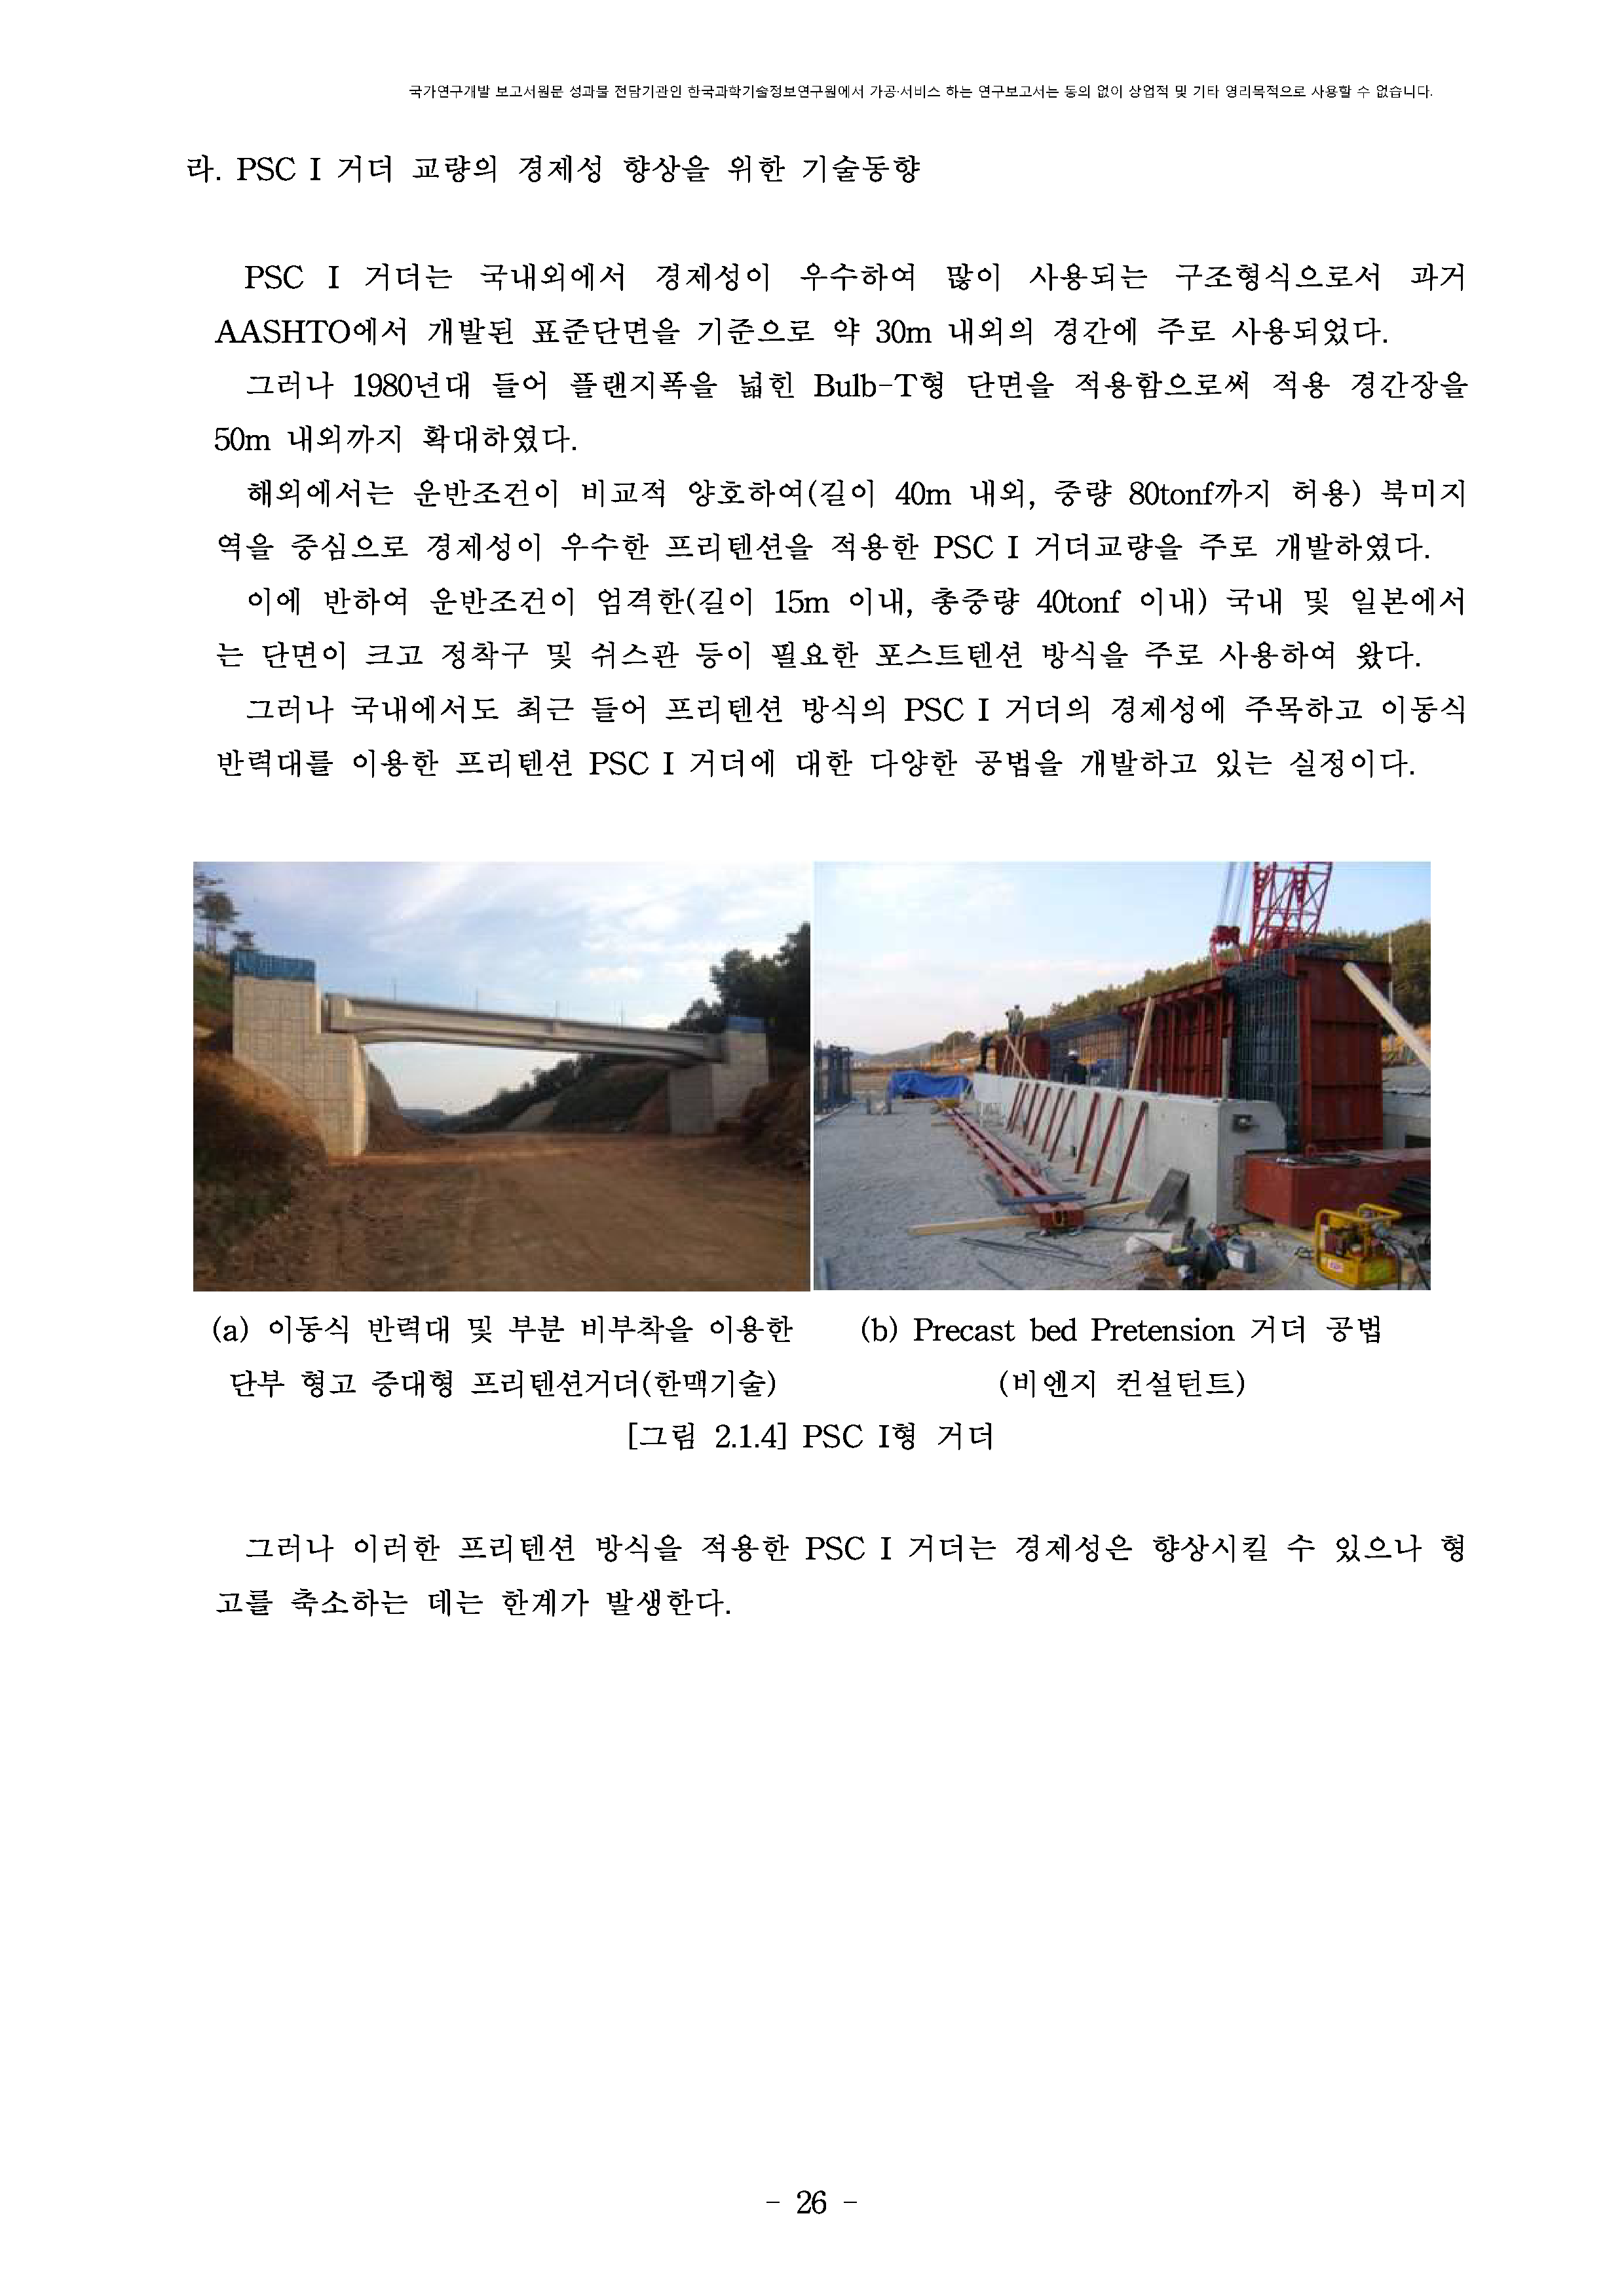 국가연구개발 보고서원문 성과물 전담기관인 한국과학기술정보연구원에서 가공·서비스 하는 연구보고서는 동의 없이 상업적 및 기타 영리목적으로 사용할 수 없습니다.
라. PSC I 거더 교량의 경제성 향상을 위한 기술동향
PSC I 거더는 국내외에서 경제성이 우수하여 많이 사용되는 구조형식으로서 과거
AASHTO에서 개발된 표준단면을 기준으로 약 30m 내외의 경간에 주로 사용되었다.
그러나 1980년대 들어 플랜지폭을 넓힌 Bulb-T형 단면을 적용함으로써 적용 경간장을
50m 내외까지 확대하였다.
해외에서는 운반조건이 비교적 양호하여(길이 40m 내외, 중량 80tonf까지 허용) 북미지
역을 중심으로 경제성이 우수한 프리텐션을 적용한 PSC I 거더교량을 주로 개발하였다.
이에 반하여 운반조건이 엄격한(길이 15m 이내, 총중량 40tonf 이내) 국내 및 일본에서
는 단면이 크고 정착구 및 쉬스관 등이 필요한 포스트텐션 방식을 주로 사용하여 왔다.
그러나 국내에서도 최근 들어 프리텐션 방식의 PSC I 거더의 경제성에 주목하고 이동식
반력대를 이용한 프리텐션 PSC I 거더에 대한 다양한 공법을 개발하고 있는 실정이다.
(a) 이동식 반력대 및 부분 비부착을 이용한
단부 형고 증대형 프리텐션거더(한맥기술)
(b) Precast bed Pretension 거더 공법
(비엔지 컨설턴트)
[그림 2.1.4] PSC I형 거더
그러나 이러한 프리텐션 방식을 적용한 PSC I 거더는 경제성은 향상시킬 수 있으나 형
고를 축소하는 데는 한계가 발생한다.
- 26 -